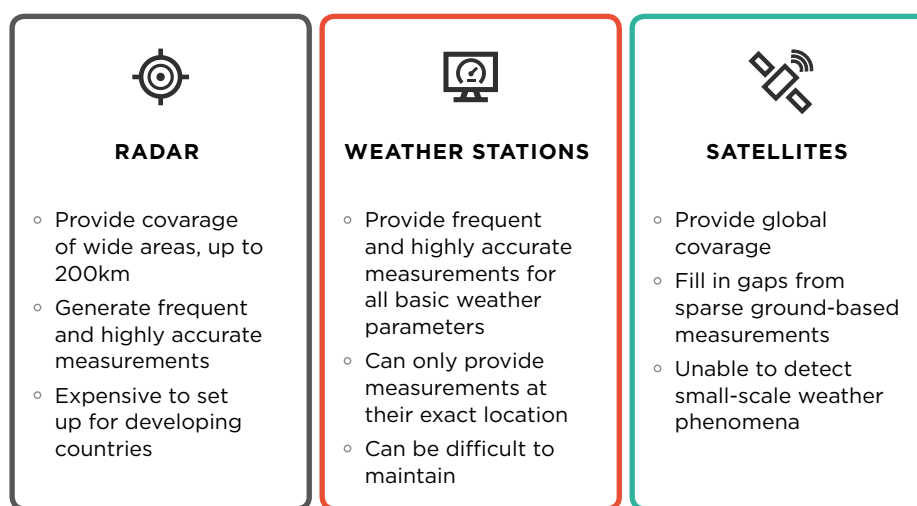 RADAR
Provide covarage
of wide areas, up to
200km
Generate frequent
and highly accurate
measurements
Expensive to set
up for developing
countries
WEATHER STATIONS
Provide frequent
and highly accurate
measurements for
all basic weather
parameters
Can only provide
measurements at
their exact location
Can be difficult to
maintain
SATELLITES
Provide global
covarage
Fill in gaps from
sparse ground-based
measurements
Unable to detect
small-scale weather
phenomena